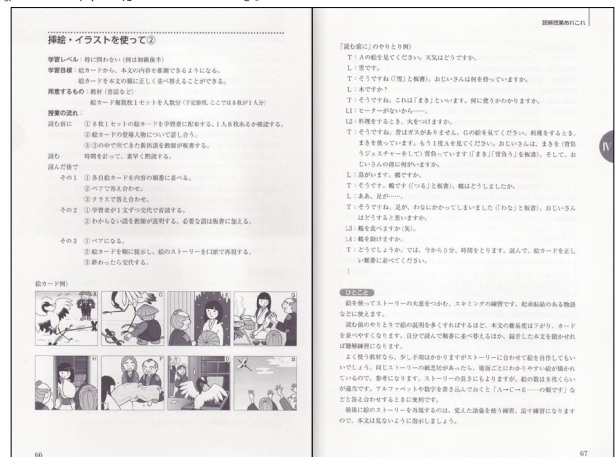 挿絵・イラストを使って②
学習レベル：特に問わない（例は初級後半）
学習目標：絵カードから、本文の内容を推測できるようになる。
絵カードを本文の順に正しく並べ替えることができる。
用意するもの：教材（昔話など）
絵カード複数枚1セットを人数分（下記参照。ここでは8枚が1人分）
授業の流れ：
読む前に　①8枚1セットの絵カードを学習者に配布する。1人8枚あるか確認する。
②絵カードの登場人物について話し合う。
③②の中で出てきた新出語を教師が板書する。
読む　時間を計って、素早く黙読する。
読んだ後で
その1　①各自絵カードを内容の順番に並べる。
②ペアで答え合わせ。
③クラスで答え合わせ。
その2　①学習者が1文ずつ交代で音読する。
②わからない語を教師が説明する。必要な語は板書に加える。
その3　①ペアになる。
②絵カードを順に提示し、絵のストーリーを口頭で再現する。
③終わったら交代する。
絵カード例）
A
C
E
G
H
F
D
B
66
読解授業あれこれ
「読む前に」のやりとり例）
T：Aの絵を見てください。天気はどうですか。
L：雪です。
T：そうですね（「雪」と板書）。おじいさんは何を持っていますか。
L：木ですか？
T：そうですね。これは「まき」といいます。何に使うかわかりますか。
L1：ヒーターがないから……。
L2：料理をするとき、火をつけます。
T：そうですね。昔はガスがありません。Gの絵を見てください。料理をするとき、
まきを使っています。もう1度Aを見てください。おじいさんは、まきを（背負
うジェスチャーをして）背負っています（「まき」「背負う」を板書）。そして、お
じいさんの前に何がいますか。
L：鳥がいます。鶴ですか。
T：そうです。鶴です（「つる」と板書）。鶴はどうしましたか。
L：ああ、足が……。
T：そうですね。足が、わなにかかってしまいました（「わな」と板書）。おじいさん
はどうすると思いますか。
L3：鶴を食べますか（笑）。
L4：鶴を助けますか。
T：どうでしょうか。では、今から5分、時間をとります。読んで、絵カードを正し
い順番に並べてください。
⋮
IV
ひとこと
絵を使ってストーリーの大意をつかむ、スキミングの練習です。起承転結のある物語
などに使えます。
読む前のやりとりで絵の説明を多くすればするほど、本文の難易度は下がり、カード
を並べやすくなります。自分で読んで順番に並べ替えるほか、録音した本文を聞かせれ
ば聴解練習になります。
よく使う教材なら、少し手間はかかりますがストーリーに合わせて絵を自作してもい
いでしょう。同じストーリーの紙芝居があったら、場面ごとにわかりやすい絵が描かれ
ているので、参考になります。ストーリーの長さにもよりますが、絵の数は8枚くらい
が適当です。アルファベットや数字を書き込んでおくと「A→C→E……の順です」な
どと答え合わせするときに便利です。
最後に絵のストーリーを再現するのは、覚えた語彙を使う練習、話す練習になります
ので、本文は見ないように指示しましょう。
67